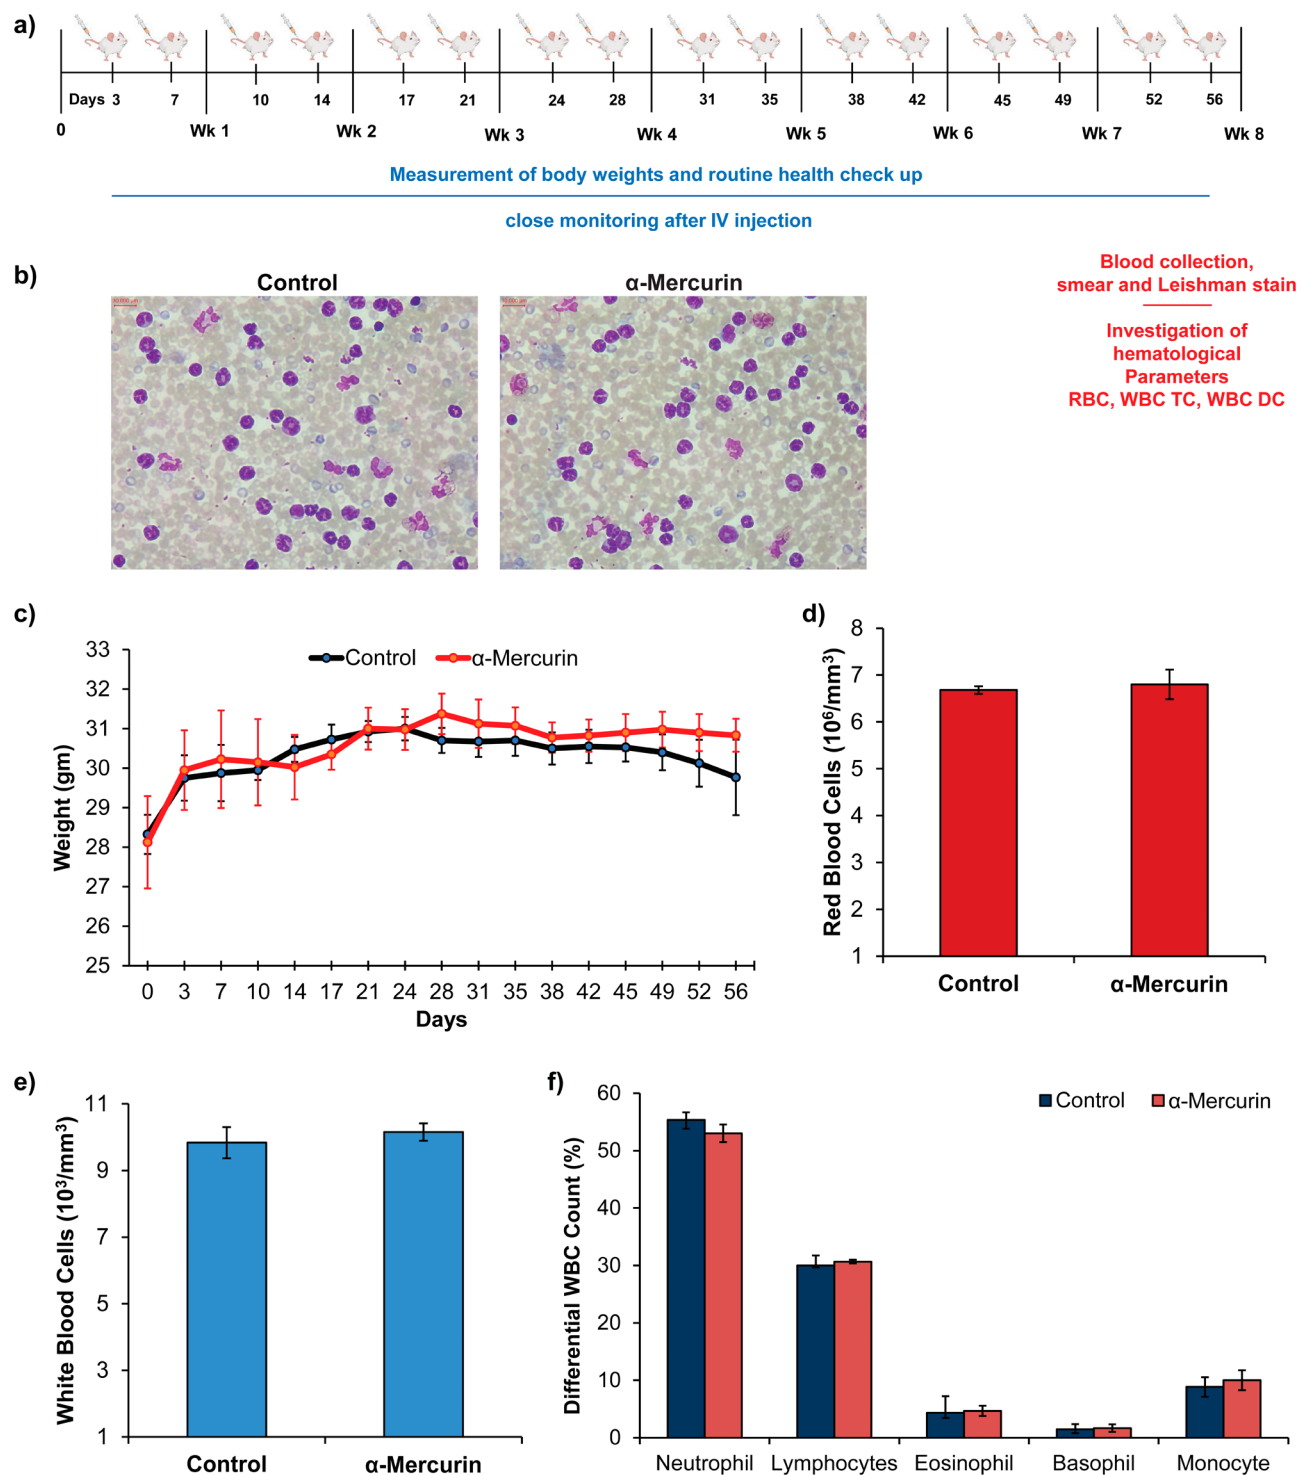 a)
Days 3 7 10 14 17 21 24 28 31 35 38 42 45 49 52 56
0 Wk 1 Wk 2 Wk 3 Wk 4 Wk 5 Wk 6 Wk 7 Wk 8
Measurement of body weights and routine health check up
close monitoring after IV injection
Blood collection,
smear and Leishman stain
Investigation of
hematological
Parameters
RBC, WBC TC, WBC DC
b)
Control
α-Mercurin
c)
Control
α-Mercurin
Weight (gm)
33
32
31
30
29
28
27
26
25
0 3 7 10 14 17 21 24 28 31 35 38 42 45 49 52 56
Days
d)
Red Blood Cells (10⁶/mm³)
8
7
6
5
4
3
2
1
Control
α-Mercurin
e)
White Blood Cells (10³/mm³)
11
9
7
5
3
1
Control
α-Mercurin
f)
Control
α-Mercurin
Differential WBC Count (%)
60
50
40
30
20
10
0
Neutrophil Lymphocytes Eosinophil Basophil Monocyte